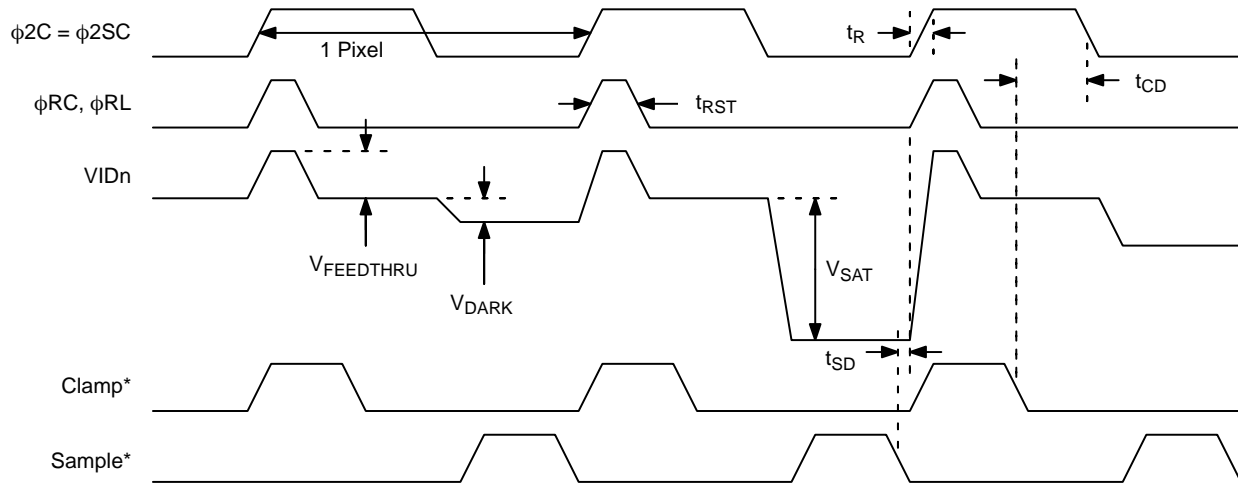 ϕ2C = ϕ2SC
1 Pixel
tR
tCD
ϕRC, ϕRL
tRST
VIDn
VFEEDTHRU
VDARK
VSAT
tSD
Clamp*
Sample*